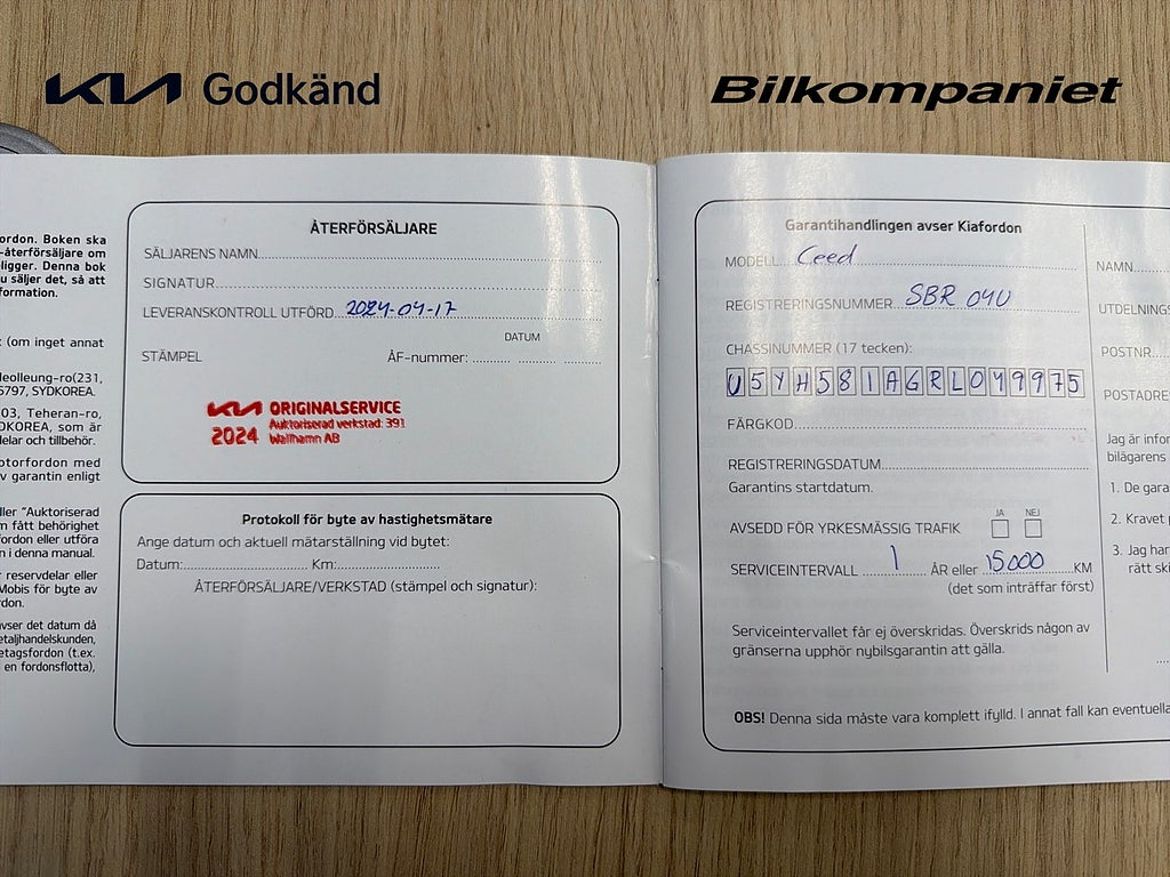 KIA Godkänd
Bilkompaniet
ordon. Boken ska
-återförsäljare om
ligger. Denna bok
u säljer det, så att
formation.
(om inget annat
leolleung-ro(231,
5797, SYDKOREA.
03, Teheran-ro,
DKOREA, som är
delar och tillbehör.
otorfordon med
v garantin enligt
ller "Auktoriserad
m fått behörighet
fordon eller utföra
n i denna manual.
r reservdelar eller
Mobis för byte av
rdon.
avser det datum då
etaljhandelskunden,
etagsfordon (t.ex.
en fordonsflotta),
ÅTERFÖRSÄLJARE
SÄLJARENS NAMN
SIGNATUR
LEVERANSKONTROLL UTFÖRD 2024-04-17
DATUM
STÄMPEL ÅF-nummer:
KIA ORIGINALSERVICE
2024 Auktoriserad verkstad: 391
Wallhamn AB
Protokoll för byte av hastighetsmätare
Ange datum och aktuell mätarställning vid bytet:
Datum: Km:
ÅTERFÖRSÄLJARE/VERKSTAD (stämpel och signatur):
Garantihandlingen avser Kiafordon
MODELL Ceed
REGISTRERINGSNUMMER SBR 04U
CHASSINUMMER (17 tecken):
U5YH581AGRL049975
FÄRGKOD
REGISTRERINGSDATUM
Garantins startdatum.
JA NEJ
AVSEDD FÖR YRKESMÄSSIG TRAFIK
SERVICEINTERVALL 1 ÅR eller 15000 KM
(det som inträffar först)
Serviceintervallet får ej överskridas. Överskrids någon av
gränserna upphör nybilsgarantin att gälla.
OBS! Denna sida måste vara komplett ifylld. I annat fall kan eventuella
NAMN
UTDELNINGS
POSTNR
POSTADRE
Jag är infor
bilägarens
1. De gara
2. Kravet p
3. Jag har
rätt ski